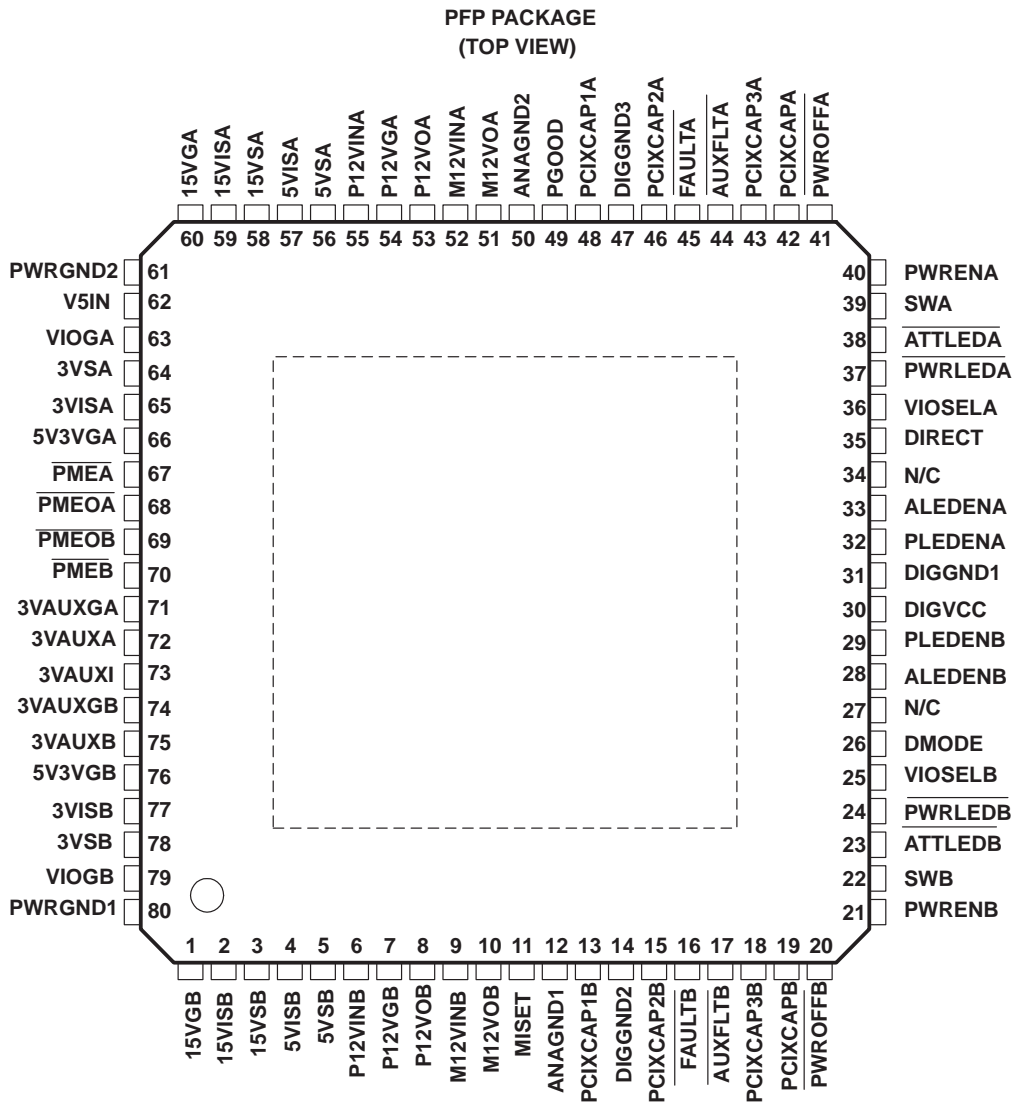 PFP PACKAGE
(TOP VIEW)
15VGA
15VISA
15VSA
5VISA
5VSA
P12VINA
P12VGA
P12VOA
M12VINA
M12VOA
ANAGND2
PGOOD
PCIXCAP1A
DIGGND3
PCIXCAP2A
FAULTA
AUXFLTA
PCIXCAP3A
PCIXCAPA
PWROFFA
60 59 58 57 56 55 54 53 52 51 50 49 48 47 46 45 44 43 42 41
PWRGND2 61 40 PWRENA
V5IN 62 39 SWA
VIOGA 63 38 ATTLEDA
3VSA 64 37 PWRLEDA
3VISA 65 36 VIOSELA
5V3VGA 66 35 DIRECT
PMEA 67 34 N/C
PMEOA 68 33 ALEDENA
PMEOB 69 32 PLEDENA
PMEB 70 31 DIGGND1
3VAUXGA 71 30 DIGVCC
3VAUXA 72 29 PLEDENB
3VAUXI 73 28 ALEDENB
3VAUXGB 74 27 N/C
3VAUXB 75 26 DMODE
5V3VGB 76 25 VIOSELB
3VISB 77 24 PWRLEDB
3VSB 78 23 ATTLEDB
VIOGB 79 22 SWB
PWRGND1 80 21 PWRENB
1 2 3 4 5 6 7 8 9 10 11 12 13 14 15 16 17 18 19 20
15VGB
15VISB
15VSB
5VISB
5VSB
P12VINB
P12VGB
P12VOB
M12VINB
M12VOB
MISET
ANAGND1
PCIXCAP1B
DIGGND2
PCIXCAP2B
FAULTB
AUXFLTB
PCIXCAP3B
PCIXCAPB
PWROFFB